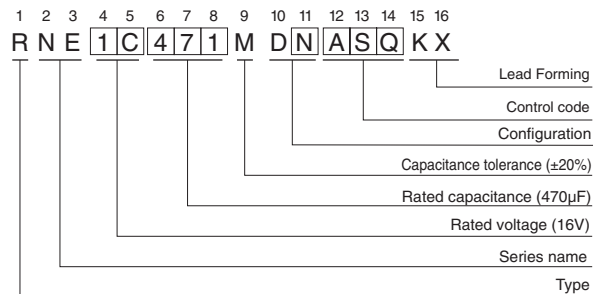 1 2 3 4 5 6 7 8 9 10 11 12 13 14 15 16
R N E 1 C 4 7 1 M D N A S Q K X
Lead Forming
Control code
Configuration
Capacitance tolerance (±20%)
Rated capacitance (470µF)
Rated voltage (16V)
Series name
Type